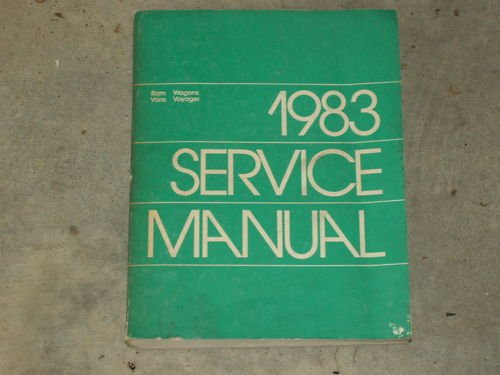 Ram Wagons
Vans Voyager
1983
SERVICE
MANUAL